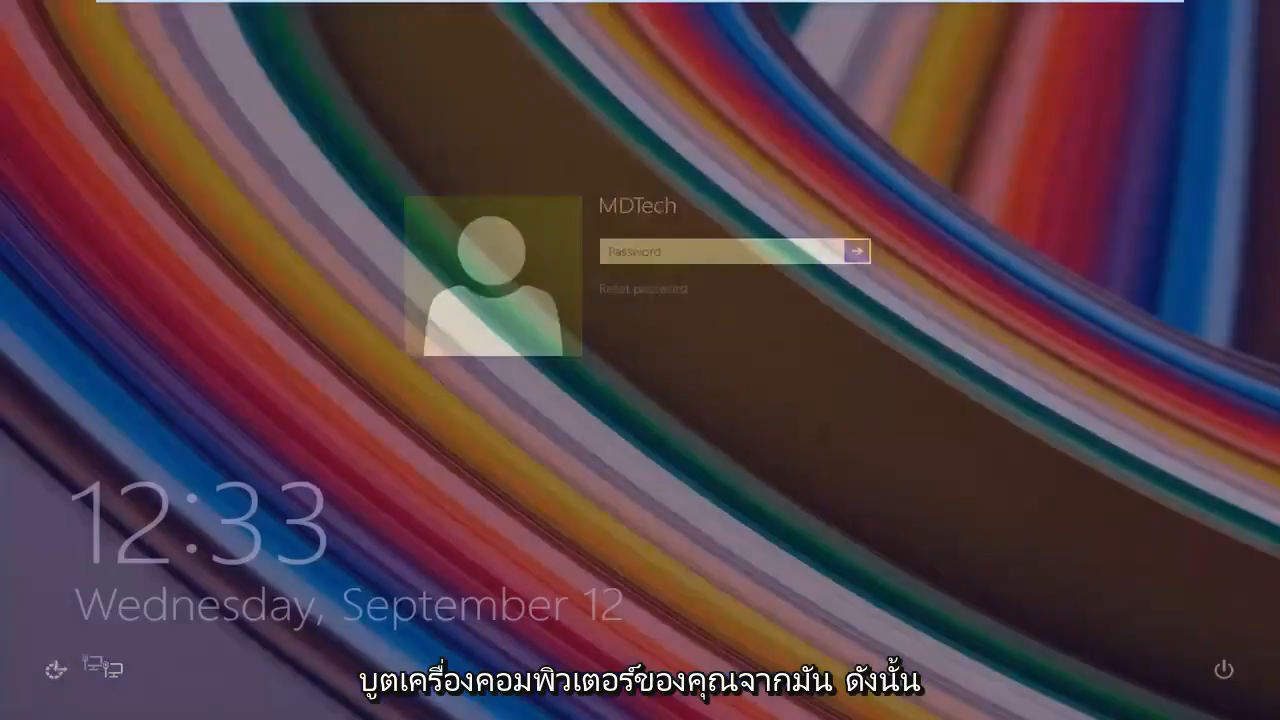 MDTech
Password
Reset password
12:33
Wednesday, September 12
บูตเครื่องคอมพิวเตอร์ของคุณจากมัน ดังนั้น